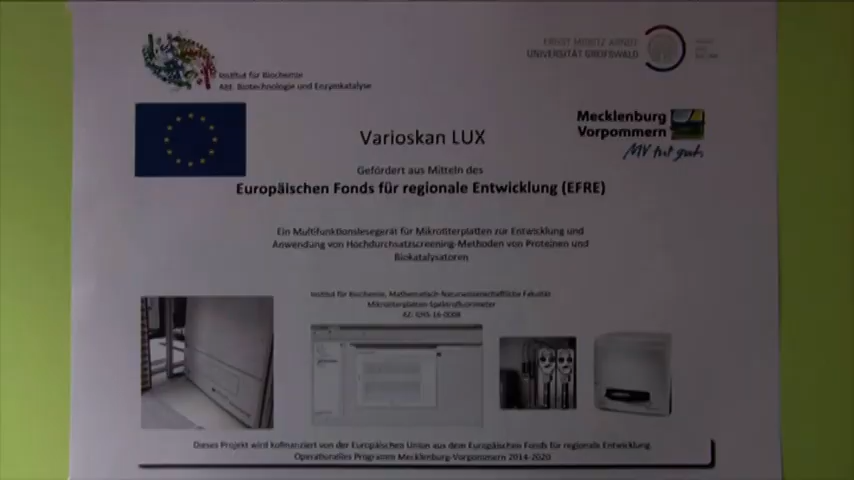 Institut für Biochemie
Abt. Biotechnologie und Enzymkatalyse
ERNST MORITZ ARNDT
UNIVERSITÄT GREIFSWALD
Mecklenburg
Vorpommern
MV tut gut.
Varioskan LUX
Gefördert aus Mitteln des
Europäischen Fonds für regionale Entwicklung (EFRE)
Ein Multifunktionslesegerät für Mikrotiterplatten zur Entwicklung und
Anwendung von Hochdurchsatzscreening-Methoden von Proteinen und
Biokatalysatoren
Institut für Biochemie, Mathematisch-Naturwissenschaftliche Fakultät
Mikrotiterplatten-Spektrofluorimeter
Dieses Projekt wird kofinanziert von der Europäischen Union aus dem Europäischen Fonds für regionale Entwicklung.
Operationelles Programm Mecklenburg-Vorpommern 2014-2020